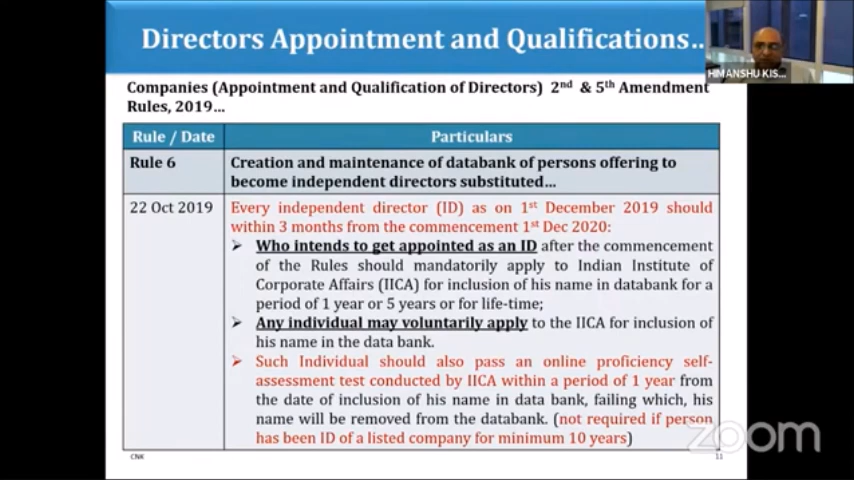 Directors Appointment and Qualifications..
HIMANSHU KIS...
Companies (Appointment and Qualification of Directors) 2nd & 5th Amendment
Rules, 2019…
Rule / Date
Particulars
Rule 6
Creation and maintenance of databank of persons offering to
become independent directors substituted…
22 Oct 2019
Every independent director (ID) as on 1st December 2019 should
within 3 months from the commencement 1st Dec 2020:
➢ Who intends to get appointed as an ID after the commencement
of the Rules should mandatorily apply to Indian Institute of
Corporate Affairs (IICA) for inclusion of his name in databank for a
period of 1 year or 5 years or for life-time;
➢ Any individual may voluntarily apply to the IICA for inclusion of
his name in the data bank.
➢ Such Individual should also pass an online proficiency self-
assessment test conducted by IICA within a period of 1 year from
the date of inclusion of his name in data bank, failing which, his
name will be removed from the databank. (not required if person
has been ID of a listed company for minimum 10 years)
zoom
CNK
11